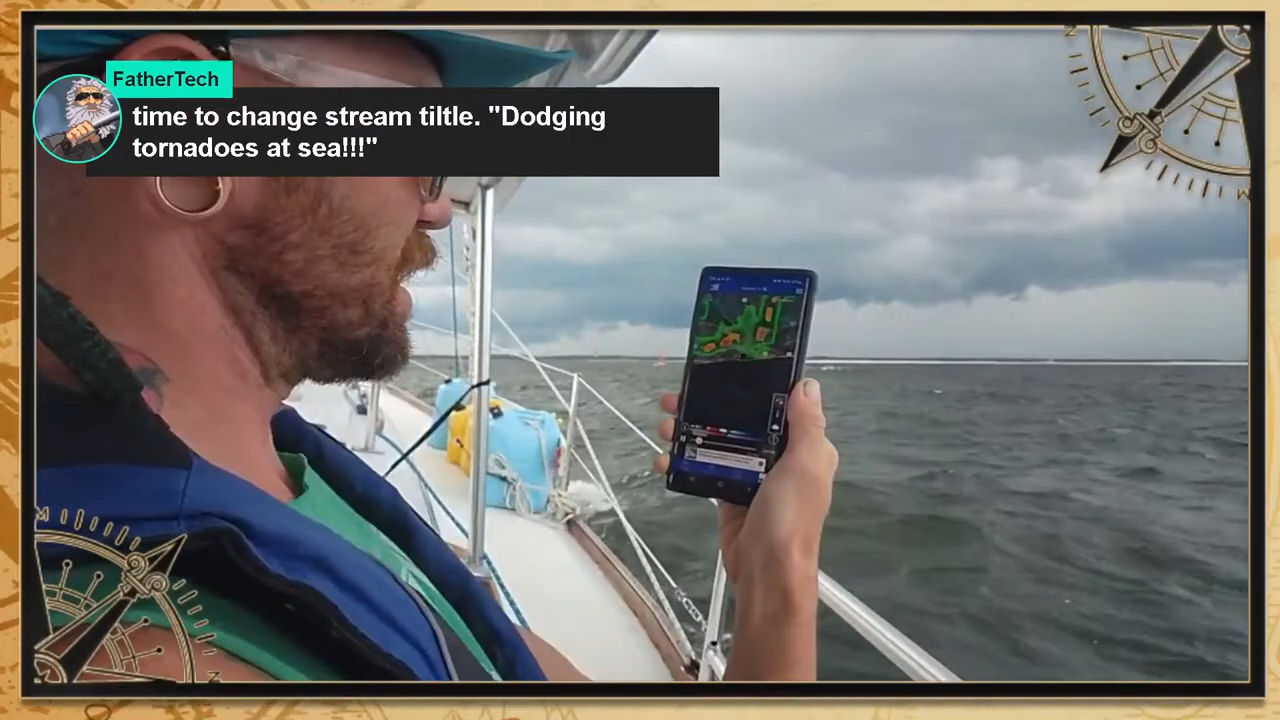 FatherTech
time to change stream tiltle. "Dodging
tornadoes at sea!!!"